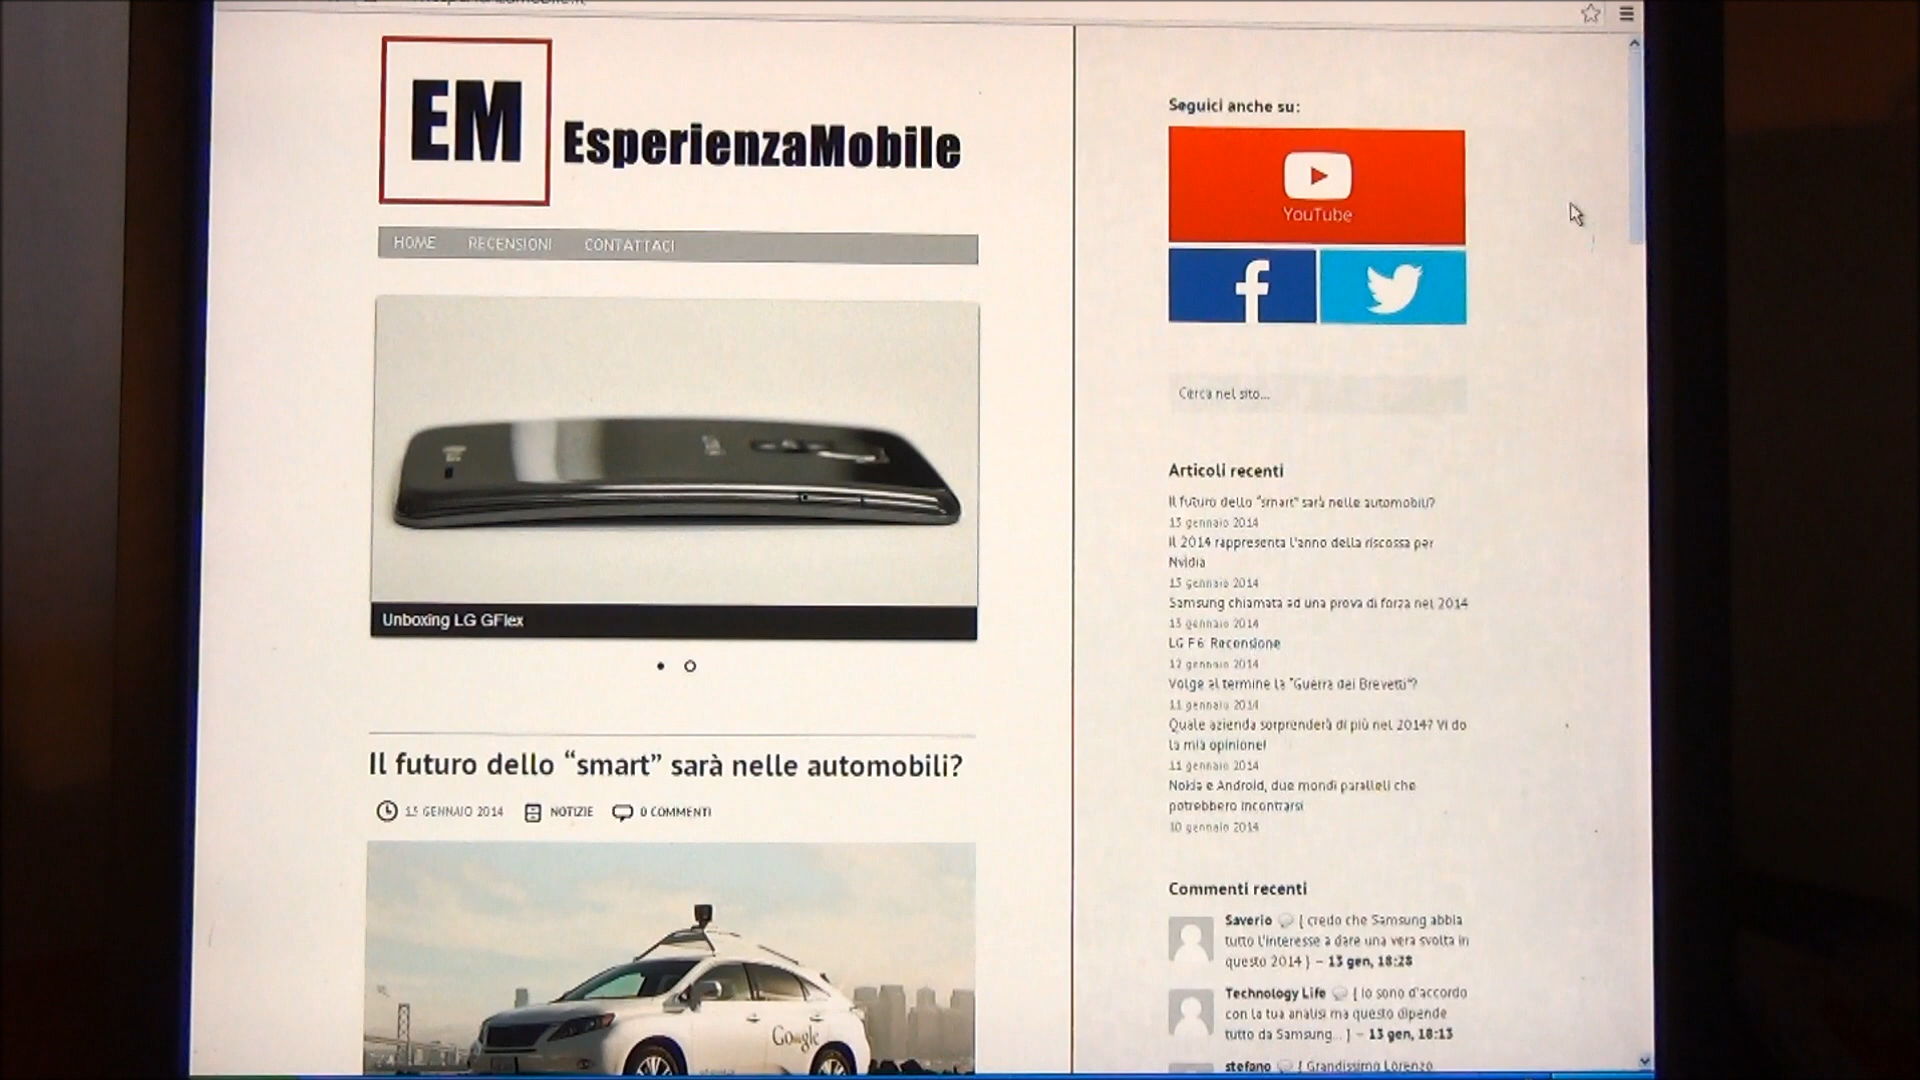 EM
EsperienzaMobile
HOME RECENSIONI CONTATTACI
Unboxing LG GFlex
Il futuro dello “smart” sarà nelle automobili?
15 GENNAIO 2014 NOTIZIE 0 COMMENTI
Google
Seguici anche su:
YouTube
Cerca nel sito...
Articoli recenti
Il futuro dello “smart” sarà nelle automobili?
15 gennaio 2014
Il 2014 rappresenta l'anno della riscossa per
Nvidia
15 gennaio 2014
Samsung chiamata ad una prova di forza nel 2014
13 gennaio 2014
LG F6 Recensione
12 gennaio 2014
Volge al termine la “Guerra dei Brevetti”?
11 gennaio 2014
Quale azienda sorprenderà di più nel 2014? Vi do
la mia opinione!
11 gennaio 2014
Nokia e Android, due mondi paralleli che
potrebbero incontrarsi
10 gennaio 2014
Commenti recenti
Saverio { credo che Samsung abbia
tutto l'interesse a dare una vera svolta in
questo 2014 } – 13 gen, 18:28
Technology Life { Io sono d'accordo
con la tua analisi ma questo dipende
tutto da Samsung... } – 13 gen, 18:13
stefano { Grandissimo Lorenzo